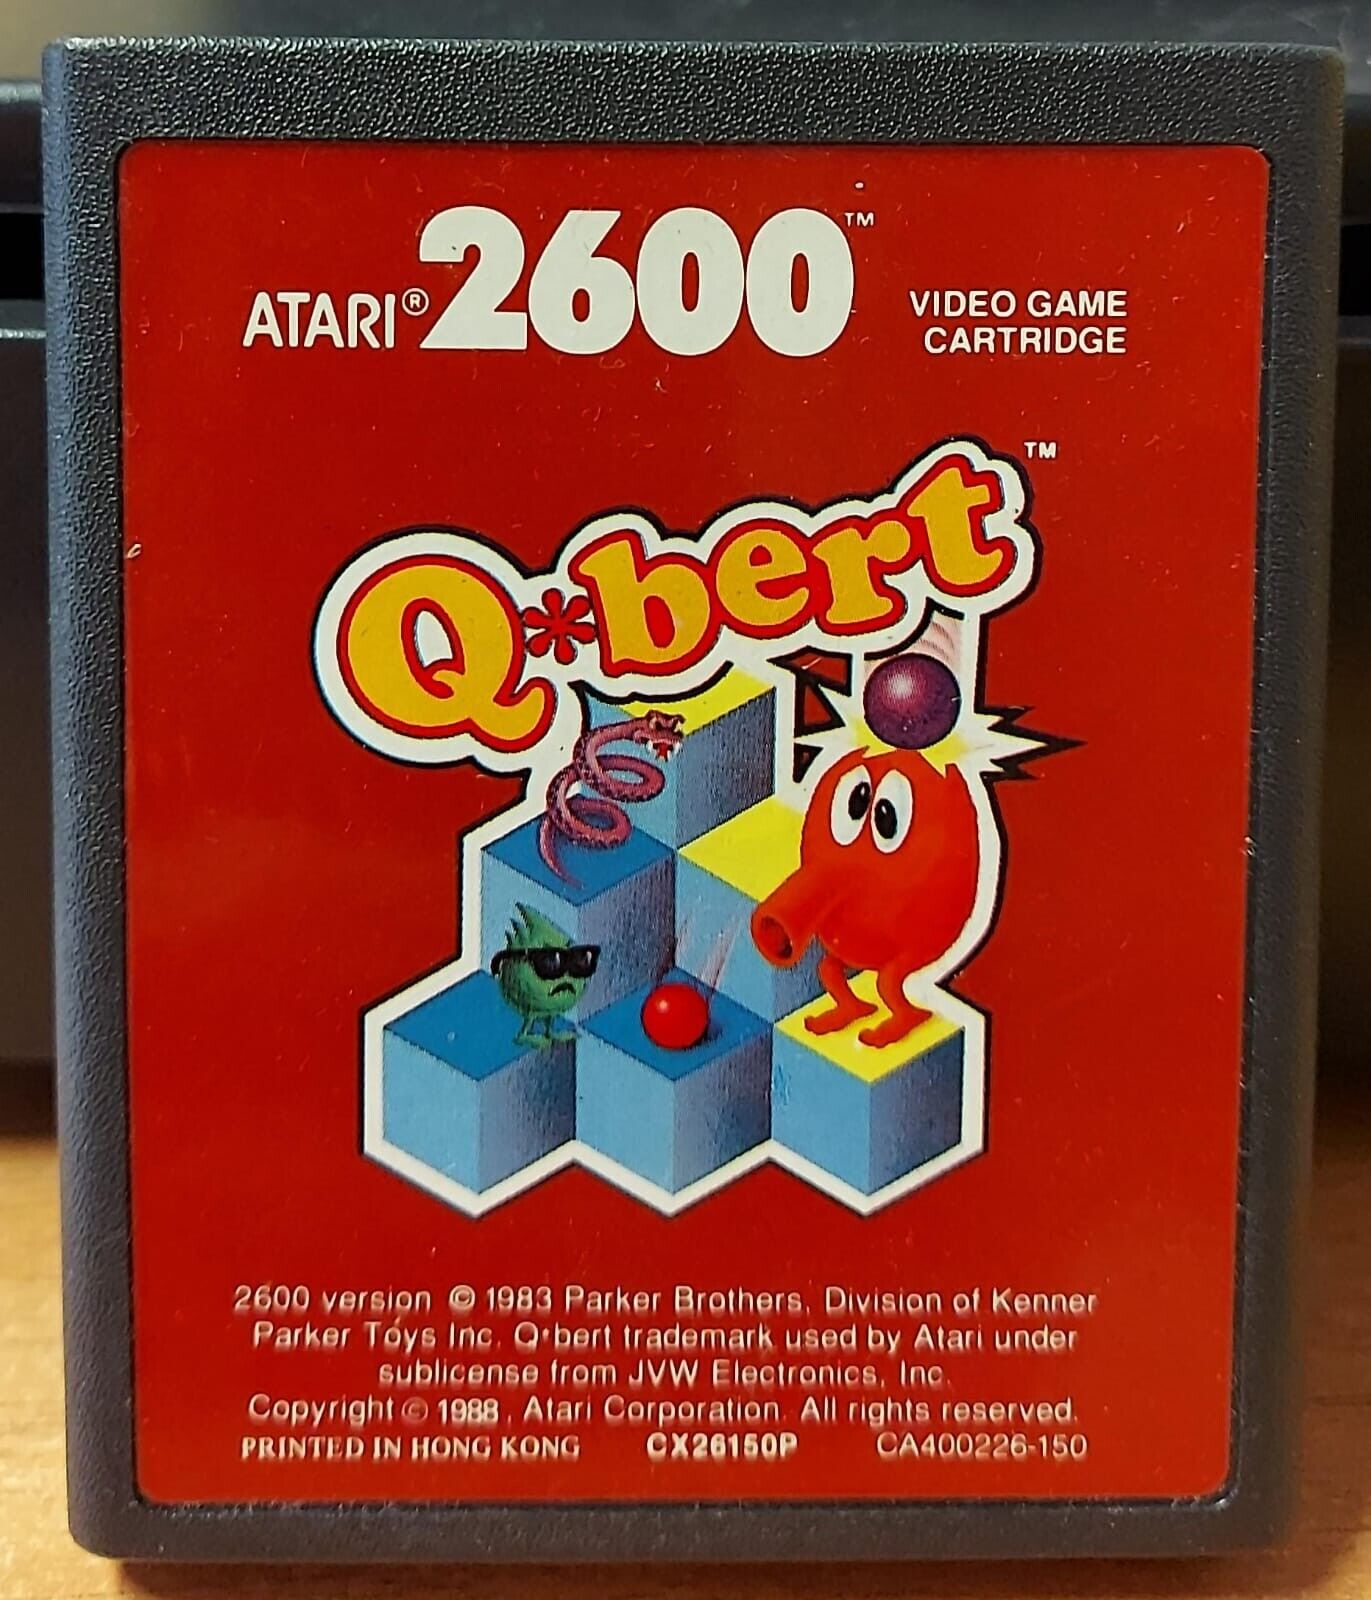 ATARI® 2600™ VIDEO GAME
CARTRIDGE
Q*bert™
2600 version © 1983 Parker Brothers, Division of Kenner
Parker Toys Inc. Q*bert trademark used by Atari under
sublicense from JVW Electronics, Inc.
Copyright © 1988, Atari Corporation. All rights reserved.
PRINTED IN HONG KONG CX26150P CA400226-150